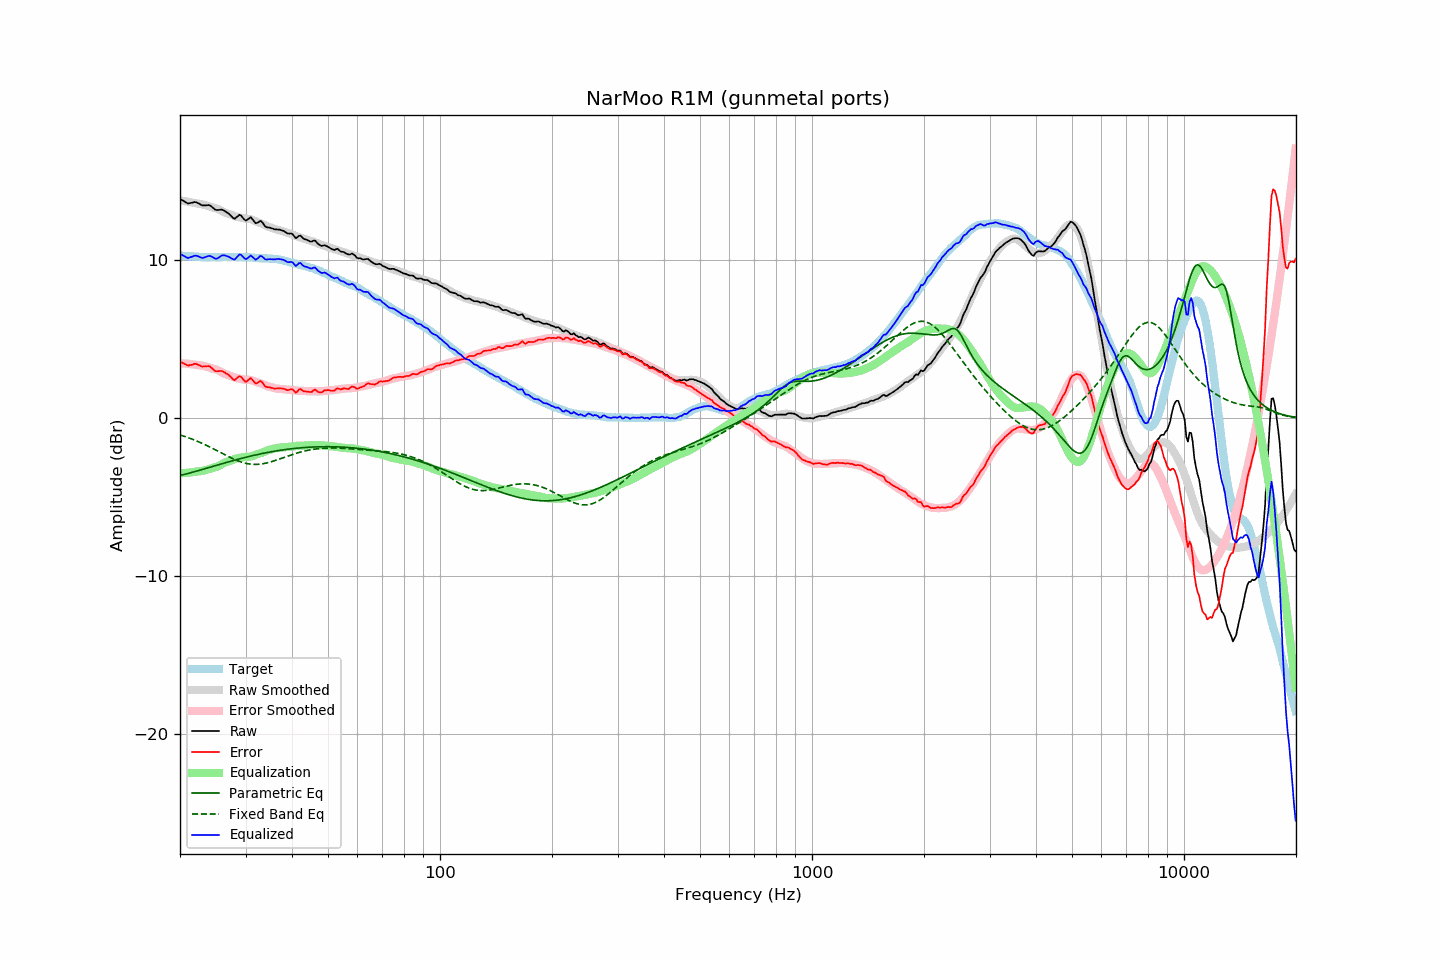 NarMoo R1M (gunmetal ports)
Amplitude (dBr)
10
0
−10
−20
Target
Raw Smoothed
Error Smoothed
Raw
Error
Equalization
Parametric Eq
Fixed Band Eq
Equalized
100 1000 10000
Frequency (Hz)